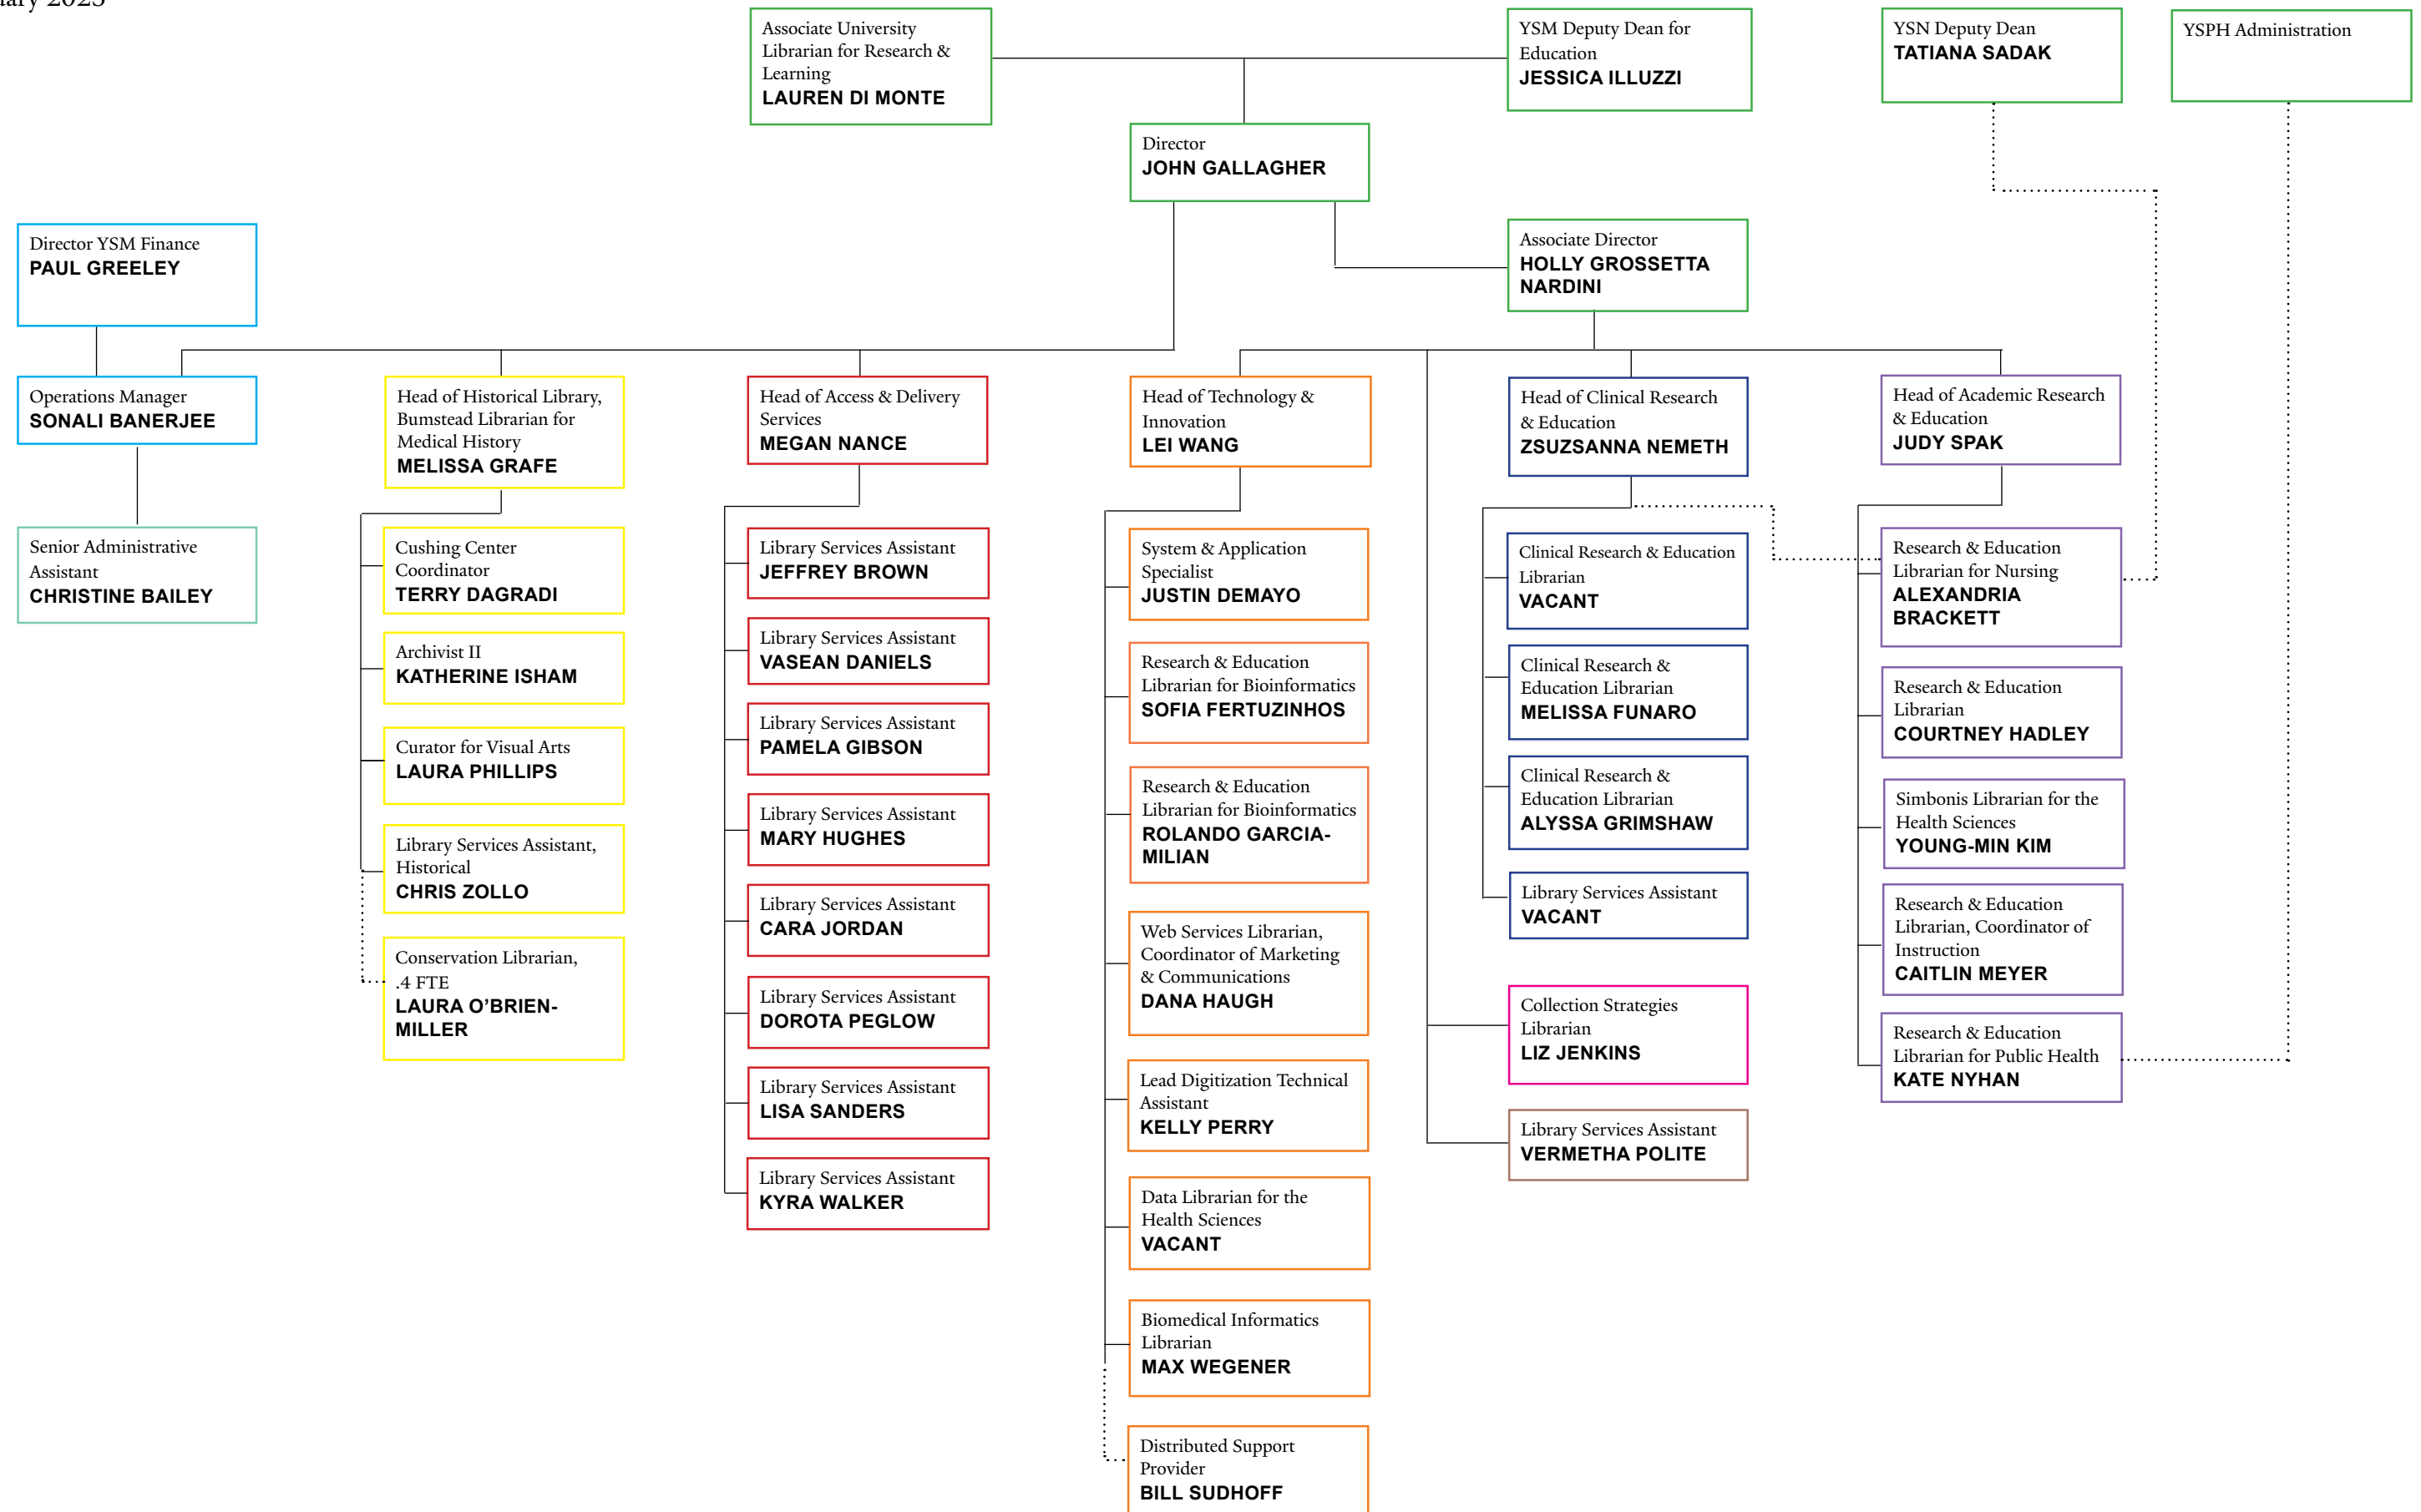 2023
Associate University
Librarian for Research &
Learning
LAUREN DI MONTE
YSM Deputy Dean for
Education
JESSICA ILLUZZI
YSN Deputy Dean
TATIANA SADAK
YSPH Administration
Director
JOHN GALLAGHER
Director YSM Finance
PAUL GREELEY
Associate Director
HOLLY GROSSETTA
NARDINI
Operations Manager
SONALI BANERJEE
Senior Administrative
Assistant
CHRISTINE BAILEY
Head of Historical Library,
Bumstead Librarian for
Medical History
MELISSA GRAFE
Cushing Center
Coordinator
TERRY DAGRADI
Archivist II
KATHERINE ISHAM
Curator for Visual Arts
LAURA PHILLIPS
Library Services Assistant,
Historical
CHRIS ZOLLO
Conservation Librarian,
.4 FTE
LAURA O’BRIEN-
MILLER
Head of Access & Delivery
Services
MEGAN NANCE
Library Services Assistant
JEFFREY BROWN
Library Services Assistant
VASEAN DANIELS
Library Services Assistant
PAMELA GIBSON
Library Services Assistant
MARY HUGHES
Library Services Assistant
CARA JORDAN
Library Services Assistant
DOROTA PEGLOW
Library Services Assistant
LISA SANDERS
Library Services Assistant
KYRA WALKER
Head of Technology &
Innovation
LEI WANG
System & Application
Specialist
JUSTIN DEMAYO
Research & Education
Librarian for Bioinformatics
SOFIA FERTUZINHOS
Research & Education
Librarian for Bioinformatics
ROLANDO GARCIA-
MILIAN
Web Services Librarian,
Coordinator of Marketing
& Communications
DANA HAUGH
Lead Digitization Technical
Assistant
KELLY PERRY
Data Librarian for the
Health Sciences
VACANT
Biomedical Informatics
Librarian
MAX WEGENER
Distributed Support
Provider
BILL SUDHOFF
Head of Clinical Research
& Education
ZSUZSANNA NEMETH
Clinical Research & Education
Librarian
VACANT
Clinical Research &
Education Librarian
MELISSA FUNARO
Clinical Research &
Education Librarian
ALYSSA GRIMSHAW
Library Services Assistant
VACANT
Collection Strategies
Librarian
LIZ JENKINS
Library Services Assistant
VERMETHA POLITE
Head of Academic Research
& Education
JUDY SPAK
Research & Education
Librarian for Nursing
ALEXANDRIA
BRACKETT
Research & Education
Librarian
COURTNEY HADLEY
Simbonis Librarian for the
Health Sciences
YOUNG-MIN KIM
Research & Education
Librarian, Coordinator of
Instruction
CAITLIN MEYER
Research & Education
Librarian for Public Health
KATE NYHAN